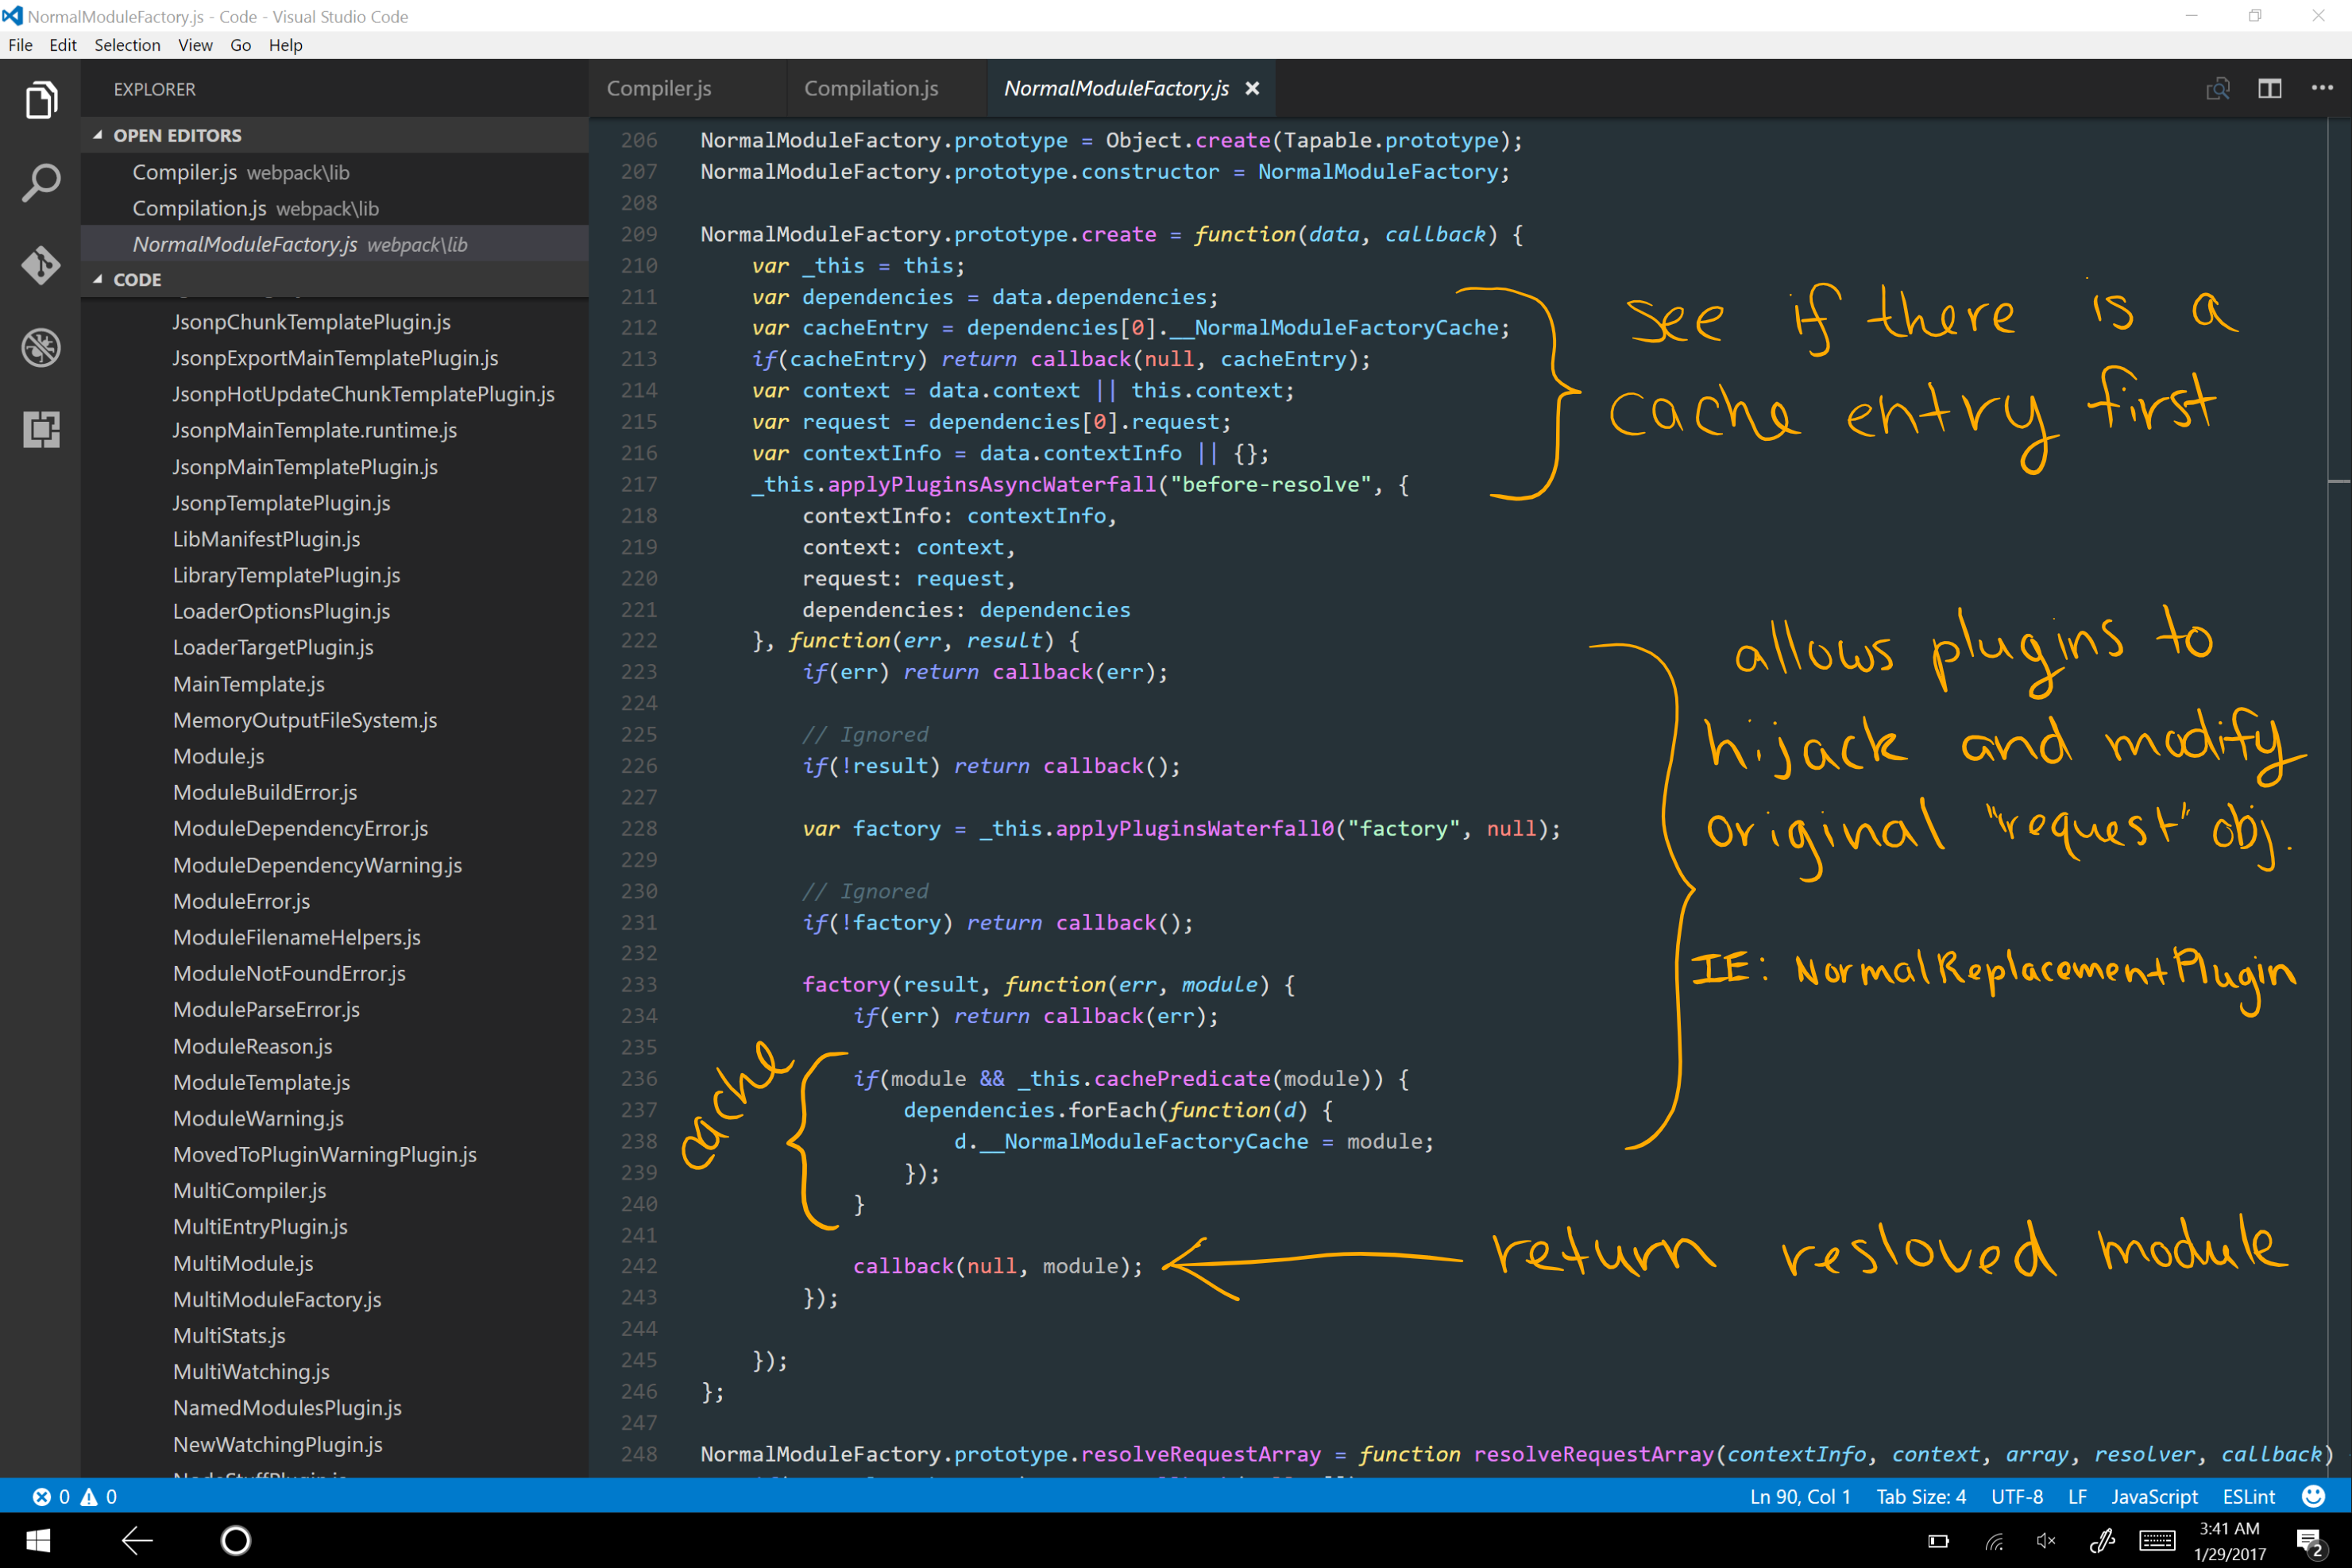 NormalModuleFactory.js - Code - Visual Studio Code
File Edit Selection View Go Help
EXPLORER
OPEN EDITORS
Compiler.js webpack\lib
Compilation.js webpack\lib
NormalModuleFactory.js webpack\lib
CODE
JsonpChunkTemplatePlugin.js
JsonpExportMainTemplatePlugin.js
JsonpHotUpdateChunkTemplatePlugin.js
JsonpMainTemplate.runtime.js
JsonpMainTemplatePlugin.js
JsonpTemplatePlugin.js
LibManifestPlugin.js
LibraryTemplatePlugin.js
LoaderOptionsPlugin.js
LoaderTargetPlugin.js
MainTemplate.js
MemoryOutputFileSystem.js
Module.js
ModuleBuildError.js
ModuleDependencyError.js
ModuleDependencyWarning.js
ModuleError.js
ModuleFilenameHelpers.js
ModuleNotFoundError.js
ModuleParseError.js
ModuleReason.js
ModuleTemplate.js
ModuleWarning.js
MovedToPluginWarningPlugin.js
MultiCompiler.js
MultiEntryPlugin.js
MultiModule.js
MultiModuleFactory.js
MultiStats.js
MultiWatching.js
NamedModulesPlugin.js
NewWatchingPlugin.js
Compiler.js Compilation.js NormalModuleFactory.js
206 NormalModuleFactory.prototype = Object.create(Tapable.prototype);
207 NormalModuleFactory.prototype.constructor = NormalModuleFactory;
208
209 NormalModuleFactory.prototype.create = function(data, callback) {
210 var _this = this;
211 var dependencies = data.dependencies;
212 var cacheEntry = dependencies[0].__NormalModuleFactoryCache;
213 if(cacheEntry) return callback(null, cacheEntry);
214 var context = data.context || this.context;
215 var request = dependencies[0].request;
216 var contextInfo = data.contextInfo || {};
217 _this.applyPluginsAsyncWaterfall("before-resolve", {
218 contextInfo: contextInfo,
219 context: context,
220 request: request,
221 dependencies: dependencies
222 }, function(err, result) {
223 if(err) return callback(err);
224
225 // Ignored
226 if(!result) return callback();
227
228 var factory = _this.applyPluginsWaterfall0("factory", null);
229
230 // Ignored
231 if(!factory) return callback();
232
233 factory(result, function(err, module) {
234 if(err) return callback(err);
235
236 if(module && _this.cachePredicate(module)) {
237 dependencies.forEach(function(d) {
238 d.__NormalModuleFactoryCache = module;
239 });
240 }
241
242 callback(null, module);
243 });
244
245 });
246 };
247
248 NormalModuleFactory.prototype.resolveRequestArray = function resolveRequestArray(contextInfo, context, array, resolver, callback)
see if there is a
cache entry first
allows plugins to
hijack and modify
original "request" obj.
IE: NormalReplacementPlugin
cache
return resloved module
0 0
Ln 90, Col 1 Tab Size: 4 UTF-8 LF JavaScript ESLint
3:41 AM
1/29/2017
2